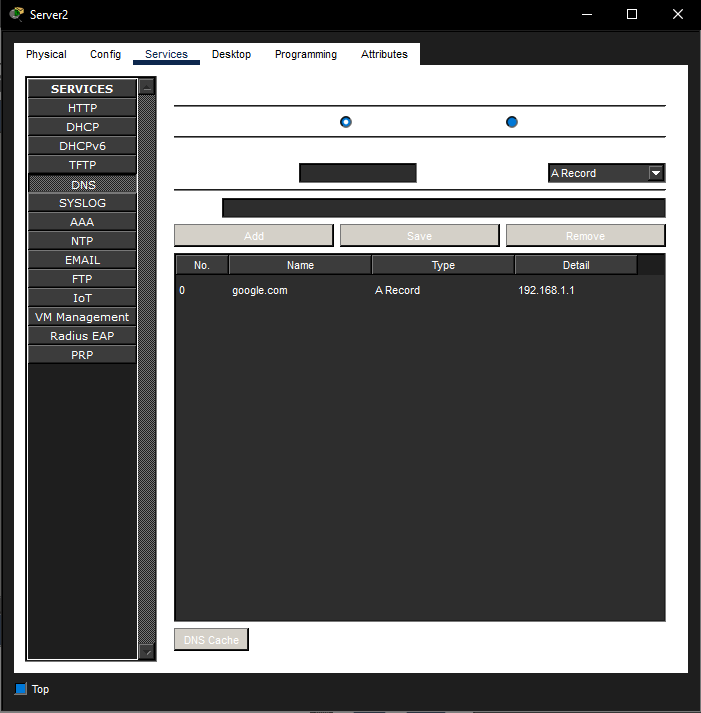 Server2
Physical Config Services Desktop Programming Attributes
SERVICES
HTTP
DHCP
DHCPv6
TFTP
DNS
SYSLOG
AAA
NTP
EMAIL
FTP
IoT
VM Management
Radius EAP
PRP
A Record
Add Save Remove
No. Name Type Detail
0 google.com A Record 192.168.1.1
DNS Cache
Top